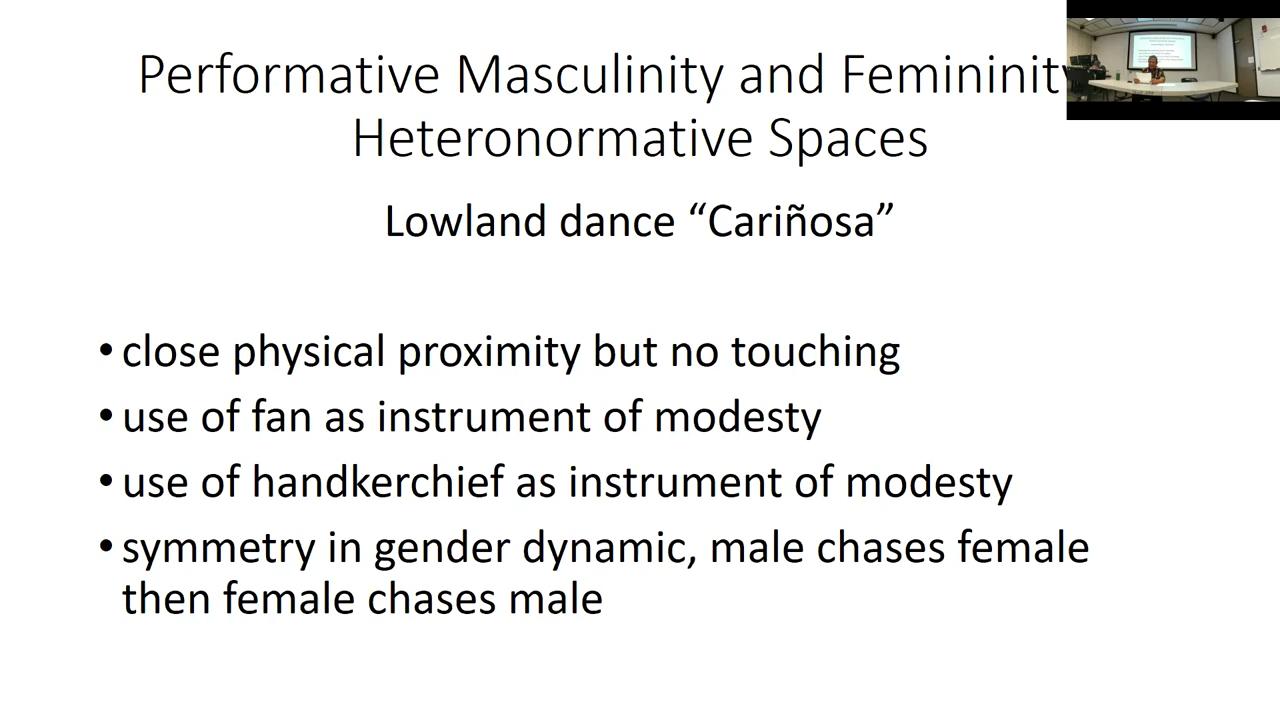 Performative Masculinity and Femininity
Heteronormative Spaces
Lowland dance “Cariñosa”
• close physical proximity but no touching
• use of fan as instrument of modesty
• use of handkerchief as instrument of modesty
• symmetry in gender dynamic, male chases female
then female chases male